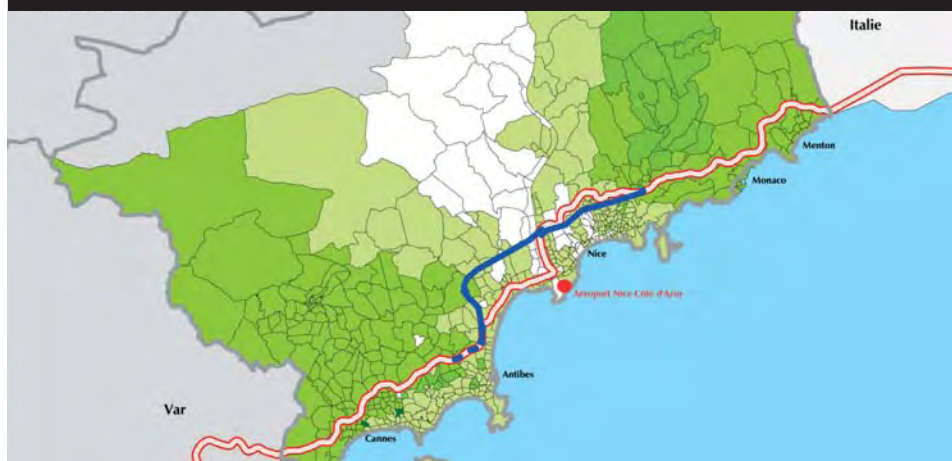 Italie
Menton
Monaco
Nice
Aéroport Nice Côte d'Azur
Antibes
Var
Cannes